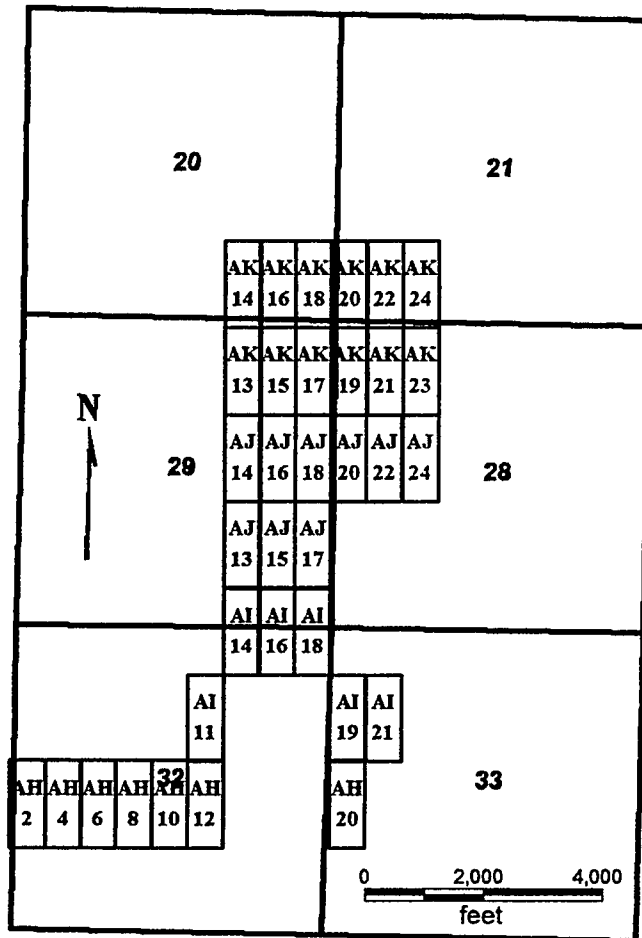 20
21
AK AK AK AK AK AK
14 16 18 20 22 24
AK AK AK AK AK AK
13 15 17 19 21 23
N
AJ AJ AJ AJ AJ AJ
14 16 18 20 22 24
29
28
AJ AJ AJ
13 15 17
AI AI AI
14 16 18
AI AI AI
11 19 21
32
33
AH AH AH AH AH AH AH
2 4 6 8 10 12 20
0 2,000 4,000
feet